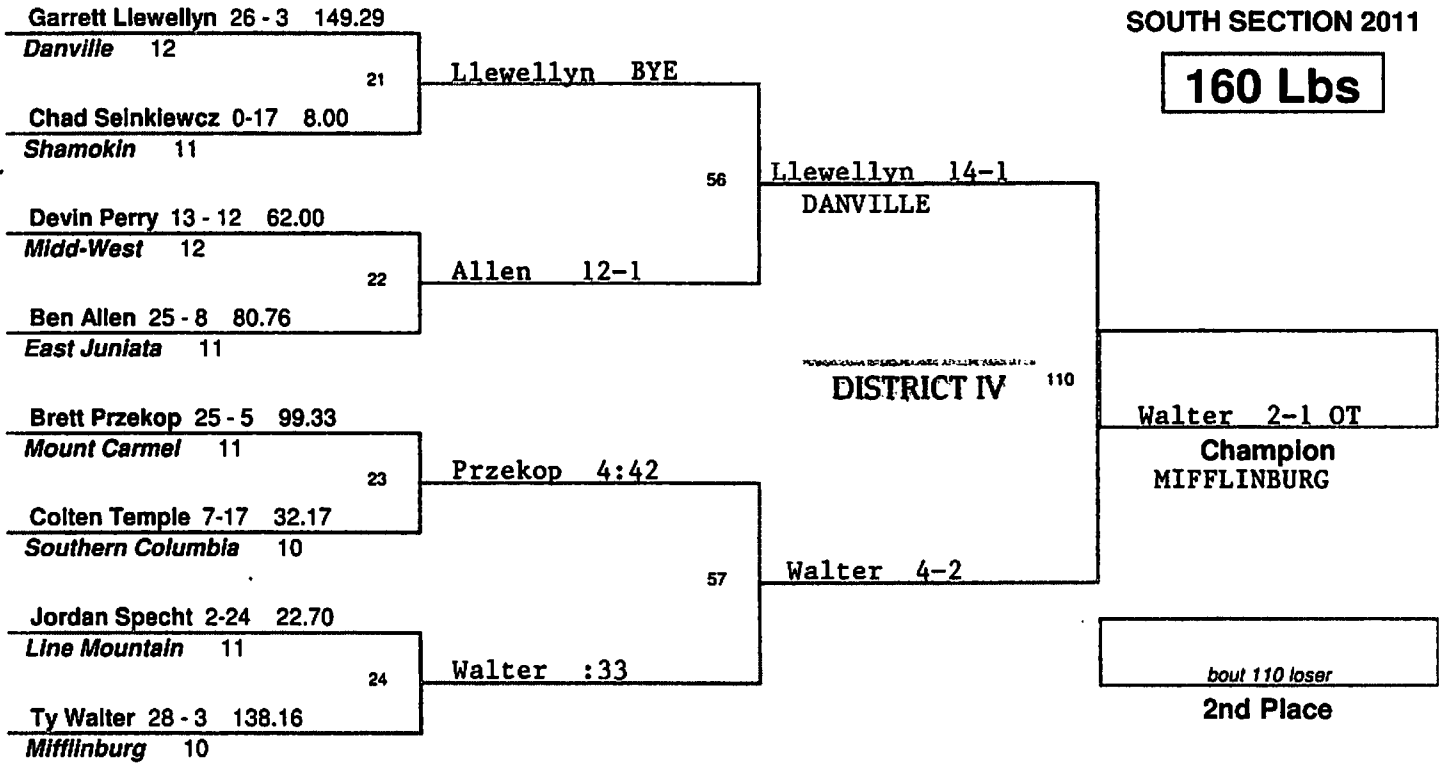 Garrett Llewellyn 26 - 3 149.29
Danville 12
SOUTH SECTION 2011
160 Lbs
21
Llewellyn BYE
Chad Seinkiewcz 0-17 8.00
Shamokin 11
56
Llewellyn 14-1
DANVILLE
Devin Perry 13 - 12 62.00
Midd-West 12
22
Allen 12-1
Ben Allen 25 - 8 80.76
East Juniata 11
DISTRICT IV
110
Brett Przekop 25 - 5 99.33
Mount Carmel 11
Walter 2-1 OT
Champion
MIFFLINBURG
23
Przekop 4:42
Colten Temple 7-17 32.17
Southern Columbia 10
57
Walter 4-2
Jordan Specht 2-24 22.70
Line Mountain 11
24
Walter :33
bout 110 loser
2nd Place
Ty Walter 28 - 3 138.16
Mifflinburg 10